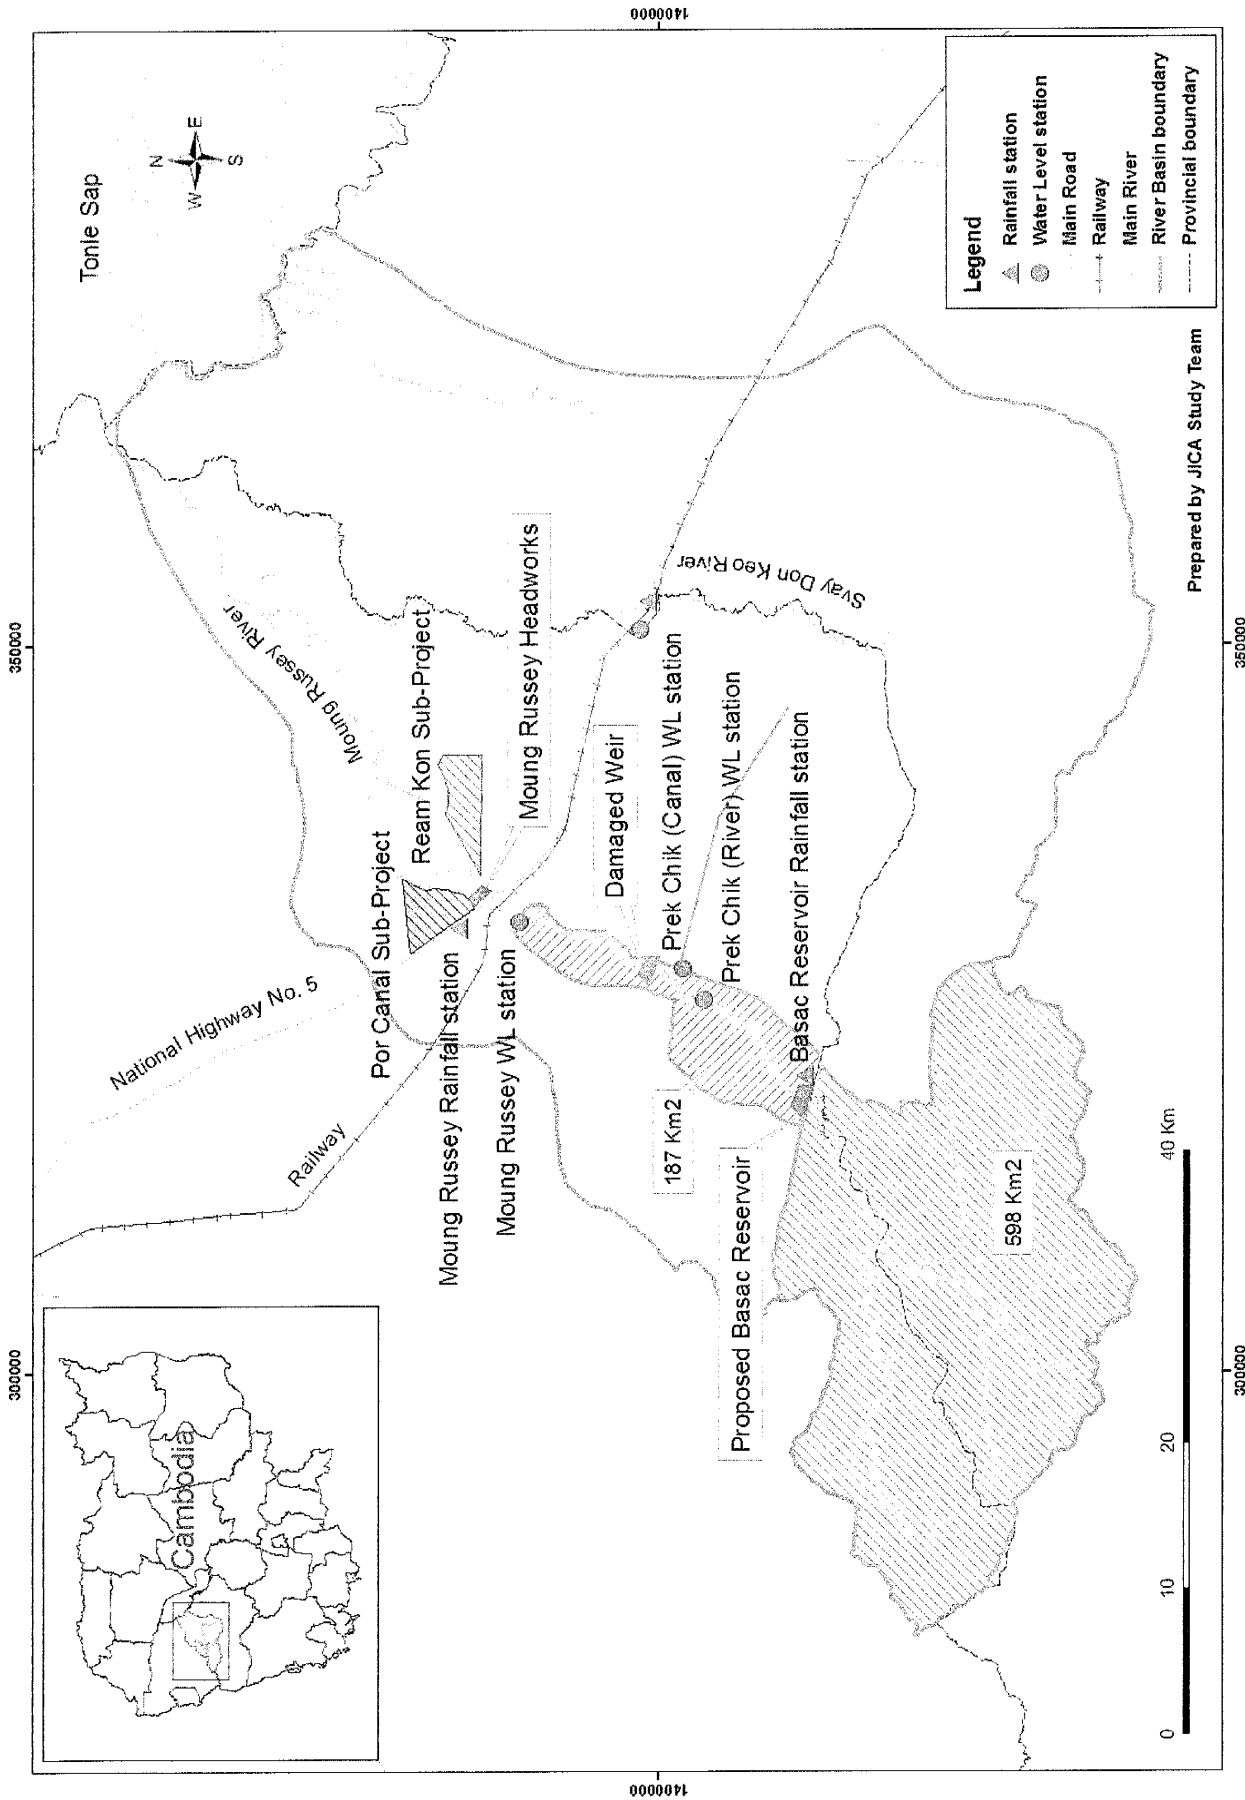 300000
350000
1400000
1400000
300000
350000
Cambodia
Tonle Sap
N
W
E
S
National Highway No. 5
Railway
Moung Russey River
Por Canal Sub-Project
Ream Kon Sub-Project
Moung Russey Rainfall station
Moung Russey WL station
Moung Russey Headworks
Damaged Weir
Prek Chik (Canal) WL station
Prek Chik (River) WL station
Svay Don Keo River
187 Km2
Basac Reservoir Rainfall station
Proposed Basac Reservoir
598 Km2
0
10
20
40 Km
Legend
Rainfall station
Water Level station
Main Road
Railway
Main River
River Basin boundary
Provincial boundary
Prepared by JICA Study Team